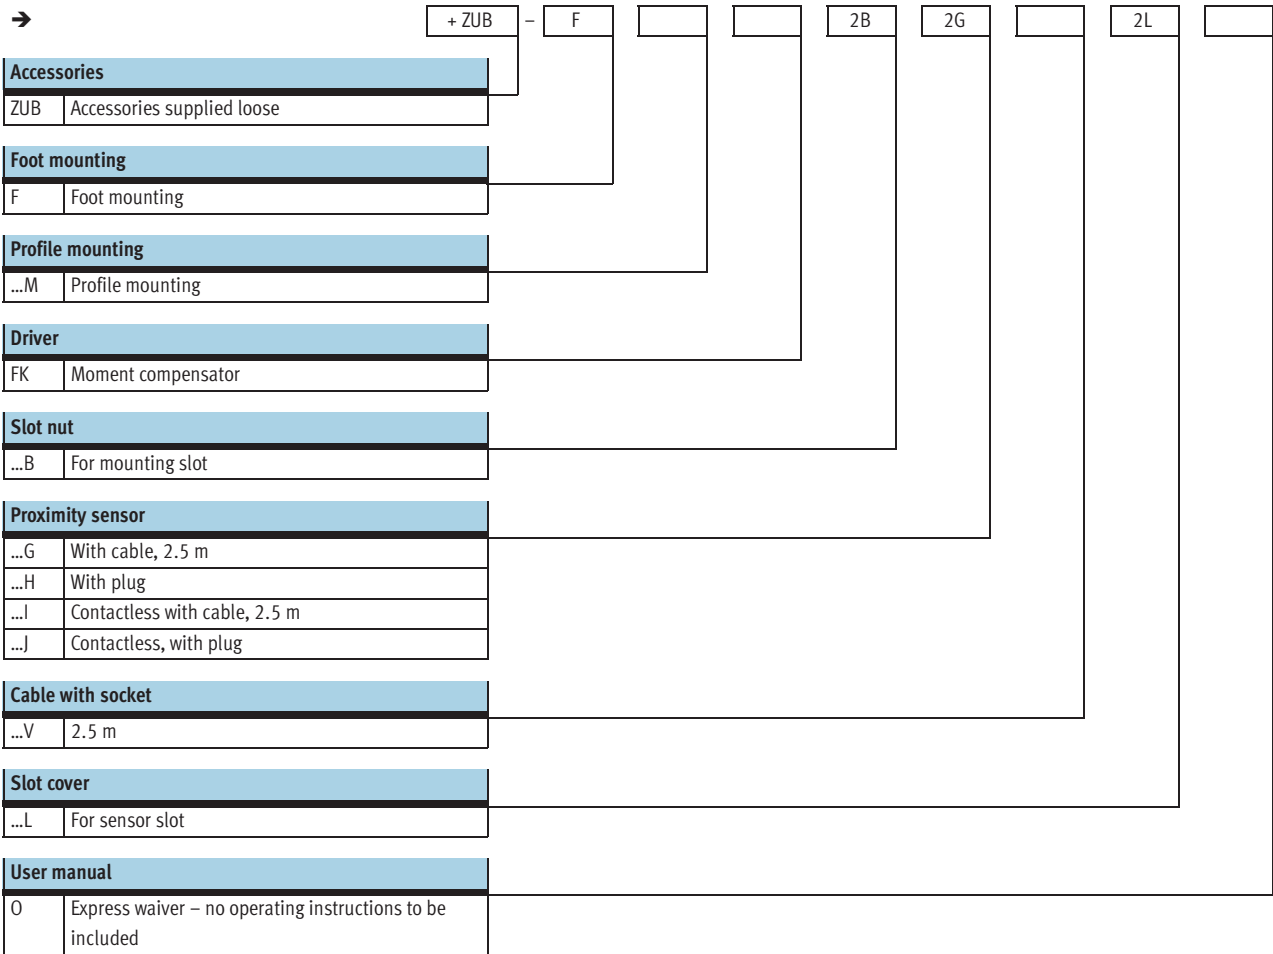 ➔ + ZUB – F 2B 2G 2L
Accessories
ZUB Accessories supplied loose
Foot mounting
F Foot mounting
Profile mounting
...M Profile mounting
Driver
FK Moment compensator
Slot nut
...B For mounting slot
Proximity sensor
...G With cable, 2.5 m
...H With plug
...I Contactless with cable, 2.5 m
...J Contactless, with plug
Cable with socket
...V 2.5 m
Slot cover
...L For sensor slot
User manual
O Express waiver – no operating instructions to be
included